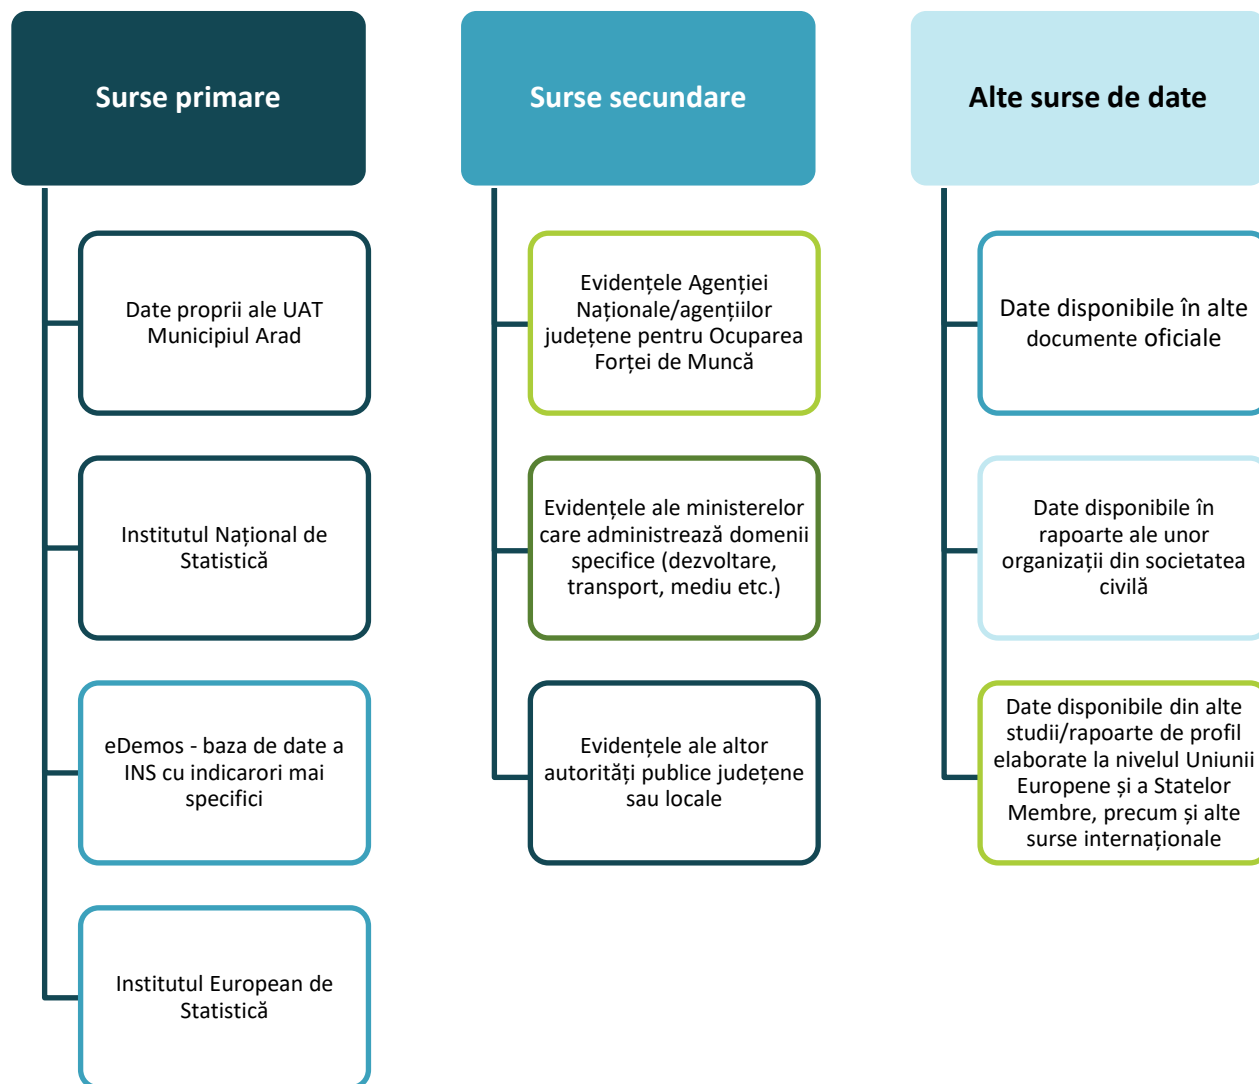 Surse primare
Date proprii ale UAT
Municipiul Arad
Institutul Național de
Statistică
eDemos - baza de date a
INS cu indicarori mai
specifici
Institutul European de
Statistică
Surse secundare
Evidențele Agenției
Naționale/agențiilor
județene pentru Ocuparea
Forței de Muncă
Evidențele ale ministerelor
care administrează domenii
specifice (dezvoltare,
transport, mediu etc.)
Evidențele ale altor
autorități publice județene
sau locale
Alte surse de date
Date disponibile în alte
documente oficiale
Date disponibile în
rapoarte ale unor
organizații din societatea
civilă
Date disponibile din alte
studii/rapoarte de profil
elaborate la nivelul Uniunii
Europene și a Statelor
Membre, precum și alte
surse internaționale